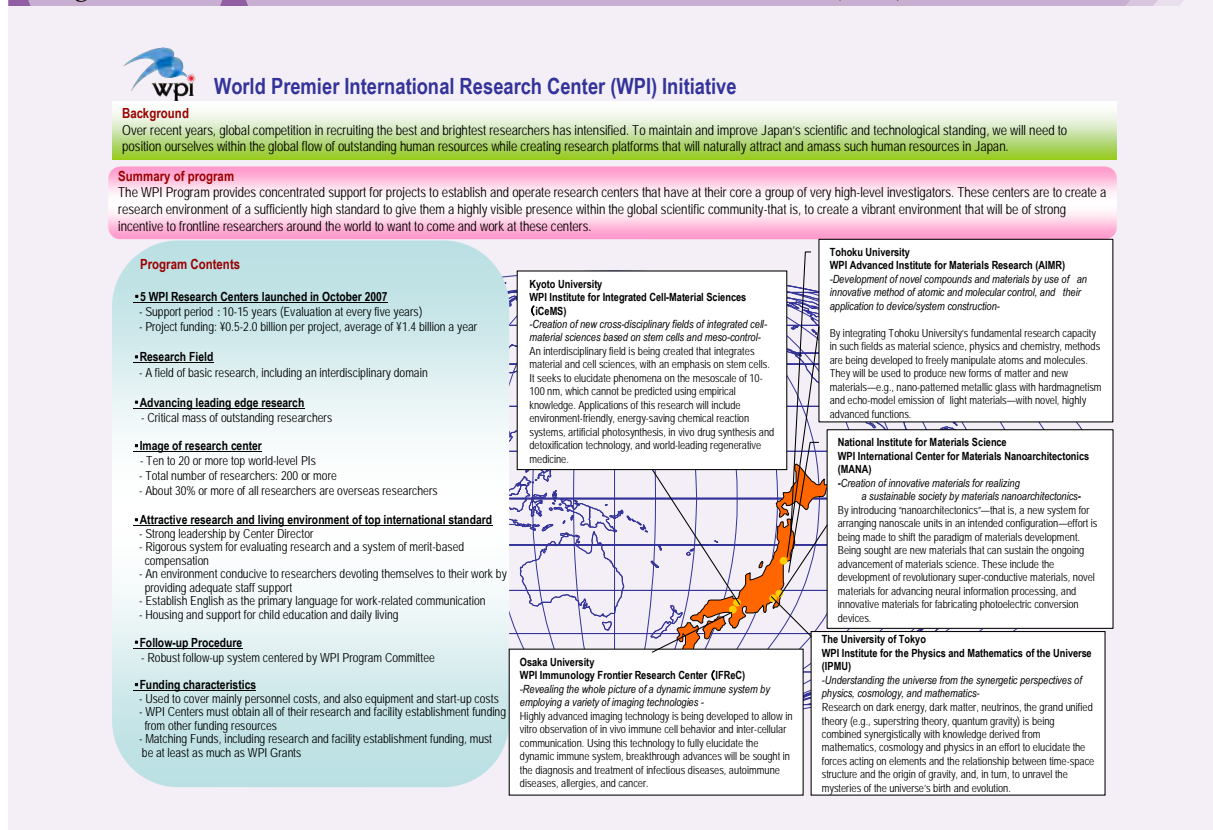 wpi
World Premier International Research Center (WPI) Initiative
Background
Over recent years, global competition in recruiting the best and brightest researchers has intensified. To maintain and improve Japan's scientific and technological standing, we will need to
position ourselves within the global flow of outstanding human resources while creating research platforms that will naturally attract and amass such human resources in Japan.
Summary of program
The WPI Program provides concentrated support for projects to establish and operate research centers that have at their core a group of very high-level investigators. These centers are to create a
research environment of a sufficiently high standard to give them a highly visible presence within the global scientific community-that is, to create a vibrant environment that will be of strong
incentive to frontline researchers around the world to want to come and work at these centers.
Program Contents
▪5 WPI Research Centers launched in October 2007
- Support period : 10-15 years (Evaluation at every five years)
- Project funding: ¥0.5-2.0 billion per project, average of ¥1.4 billion a year
▪Research Field
- A field of basic research, including an interdisciplinary domain
▪Advancing leading edge research
- Critical mass of outstanding researchers
▪Image of research center
- Ten to 20 or more top world-level PIs
- Total number of researchers: 200 or more
- About 30% or more of all researchers are overseas researchers
▪Attractive research and living environment of top international standard
- Strong leadership by Center Director
- Rigorous system for evaluating research and a system of merit-based
compensation
- An environment conducive to researchers devoting themselves to their work by
providing adequate staff support
- Establish English as the primary language for work-related communication
- Housing and support for child education and daily living
▪Follow-up Procedure
- Robust follow-up system centered by WPI Program Committee
▪Funding characteristics
- Used to cover mainly personnel costs, and also equipment and start-up costs
- WPI Centers must obtain all of their research and facility establishment funding
from other funding resources
- Matching Funds, including research and facility establishment funding, must
be at least as much as WPI Grants
Kyoto University
WPI Institute for Integrated Cell-Material Sciences
(iCeMS)
-Creation of new cross-disciplinary fields of integrated cell-
material sciences based on stem cells and meso-control-
An interdisciplinary field is being created that integrates
material and cell sciences, with an emphasis on stem cells.
It seeks to elucidate phenomena on the mesoscale of 10-
100 nm, which cannot be predicted using empirical
knowledge. Applications of this research will include
environment-friendly, energy-saving chemical reaction
systems, artificial photosynthesis, in vivo drug synthesis and
detoxification technology, and world-leading regenerative
medicine.
Tohoku University
WPI Advanced Institute for Materials Research (AIMR)
-Development of novel compounds and materials by use of an
innovative method of atomic and molecular control, and their
application to device/system construction-
By integrating Tohoku University's fundamental research capacity
in such fields as material science, physics and chemistry, methods
are being developed to freely manipulate atoms and molecules.
They will be used to produce new forms of matter and new
materials—e.g., nano-patterned metallic glass with hardmagnetism
and echo-model emission of light materials—with novel, highly
advanced functions.
National Institute for Materials Science
WPI International Center for Materials Nanoarchitectonics
(MANA)
-Creation of innovative materials for realizing
a sustainable society by materials nanoarchitectonics-
By introducing "nanoarchitectonics"—that is, a new system for
arranging nanoscale units in an intended configuration—effort is
being made to shift the paradigm of materials development.
Being sought are new materials that can sustain the ongoing
advancement of materials science. These include the
development of revolutionary super-conductive materials, novel
materials for advancing neural information processing, and
innovative materials for fabricating photoelectric conversion
devices.
Osaka University
WPI Immunology Frontier Research Center (IFReC)
-Revealing the whole picture of a dynamic immune system by
employing a variety of imaging technologies -
Highly advanced imaging technology is being developed to allow in
vitro observation of in vivo immune cell behavior and inter-cellular
communication. Using this technology to fully elucidate the
dynamic immune system, breakthrough advances will be sought in
the diagnosis and treatment of infectious diseases, autoimmune
diseases, allergies, and cancer.
The University of Tokyo
WPI Institute for the Physics and Mathematics of the Universe
(IPMU)
-Understanding the universe from the synergetic perspectives of
physics, cosmology, and mathematics-
Research on dark energy, dark matter, neutrinos, the grand unified
theory (e.g., superstring theory, quantum gravity) is being
combined synergistically with knowledge derived from
mathematics, cosmology and physics in an effort to elucidate the
forces acting on elements and the relationship between time-space
structure and the origin of gravity, and, in turn, to unravel the
mysteries of the universe's birth and evolution.